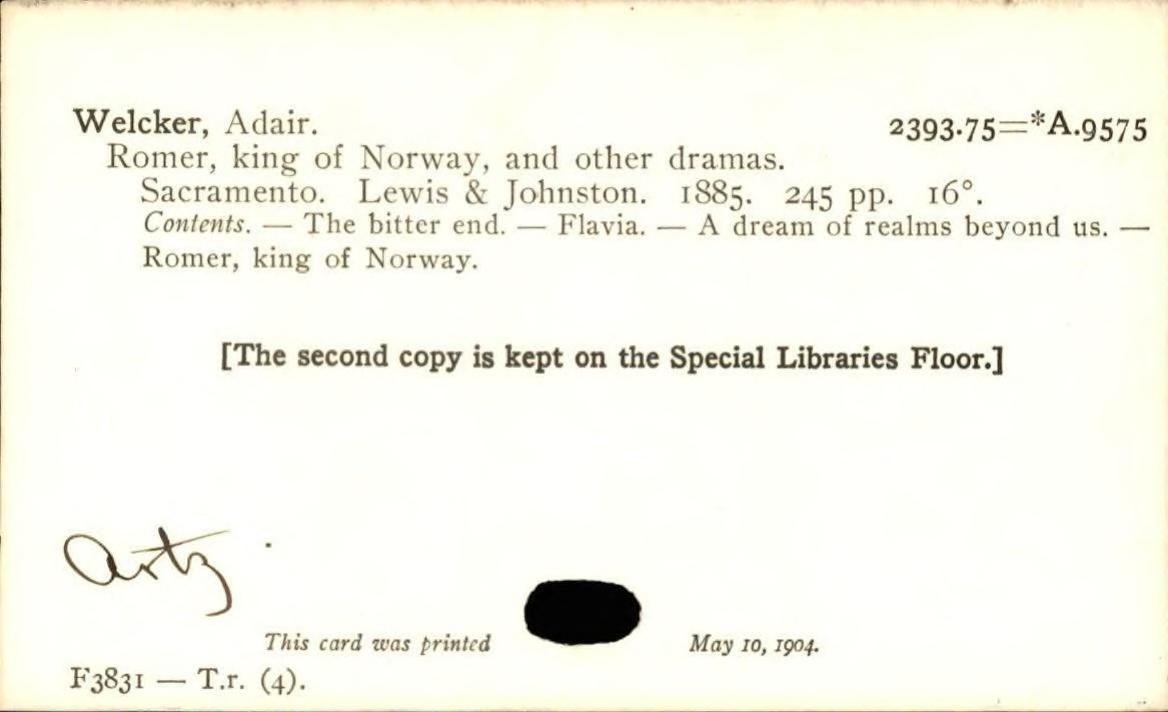 Welcker, Adair. 2393.75=*A.9575
Romer, king of Norway, and other dramas.
Sacramento. Lewis & Johnston. 1885. 245 pp. 16°.
Contents. — The bitter end. — Flavia. — A dream of realms beyond us. —
Romer, king of Norway.
[The second copy is kept on the Special Libraries Floor.]
Artz
This card was printed May 10, 1904.
F3831 — T.r. (4).